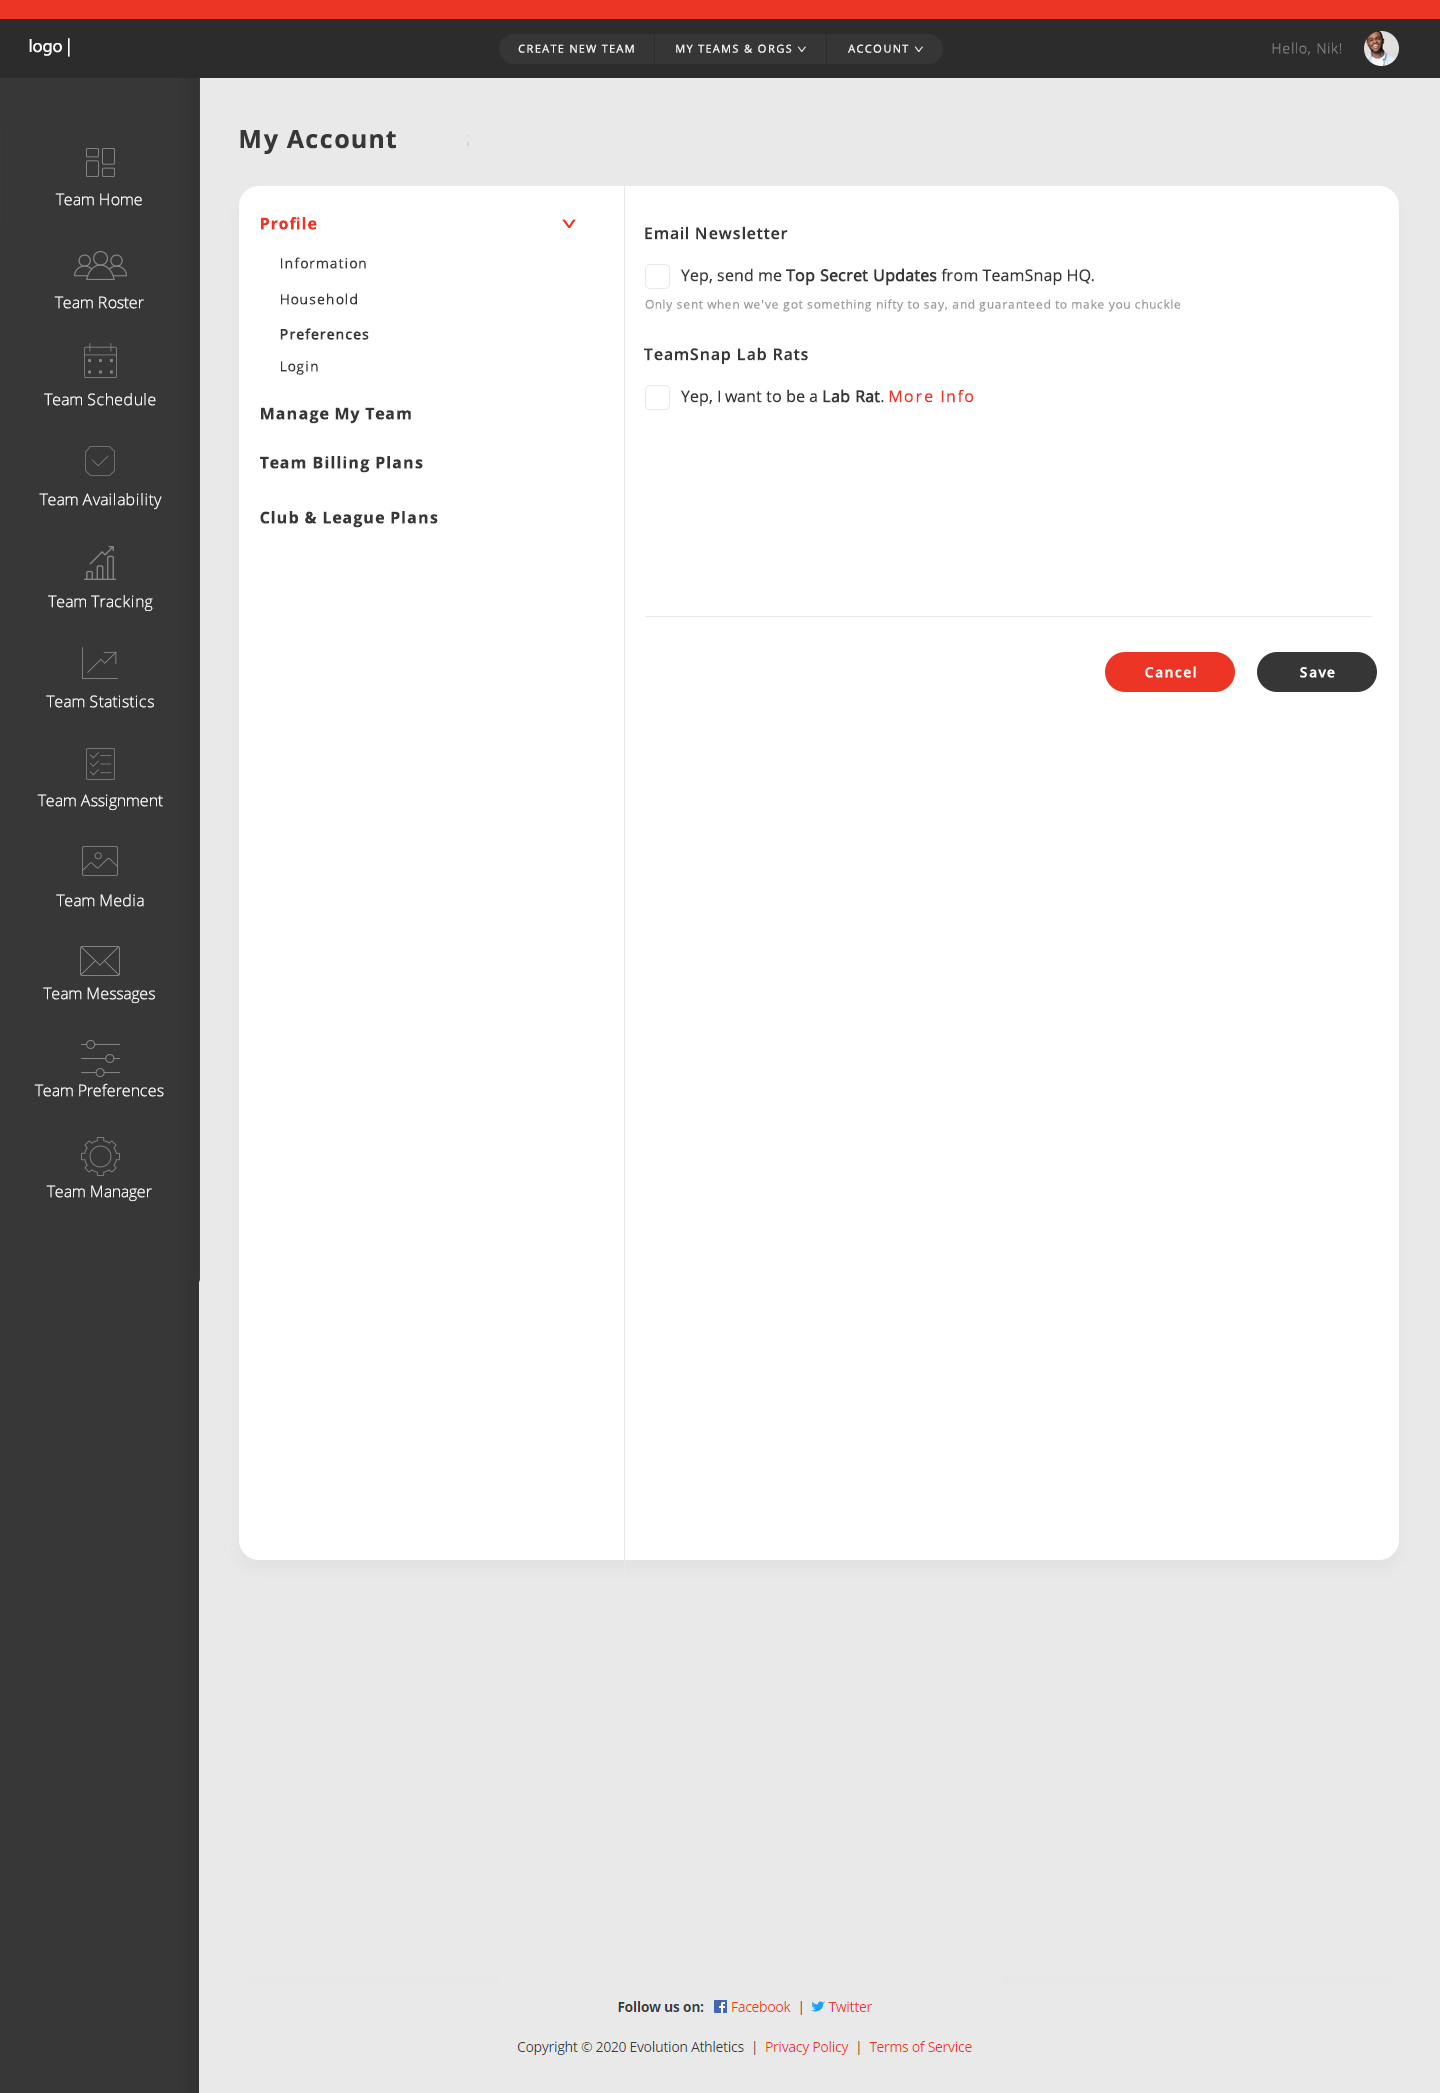 logo |
CREATE NEW TEAM
MY TEAMS & ORGS
ACCOUNT
Hello, Nik!
Team Home
Team Roster
Team Schedule
Team Availability
Team Tracking
Team Statistics
Team Assignment
Team Media
Team Messages
Team Preferences
Team Manager
My Account
Profile
Information
Household
Preferences
Login
Manage My Team
Team Billing Plans
Club & League Plans
Email Newsletter
Yep, send me Top Secret Updates from TeamSnap HQ.
Only sent when we've got something nifty to say, and guaranteed to make you chuckle
TeamSnap Lab Rats
Yep, I want to be a Lab Rat. More Info
Cancel
Save
Follow us on: Facebook | Twitter
Copyright © 2020 Evolution Athletics | Privacy Policy | Terms of Service